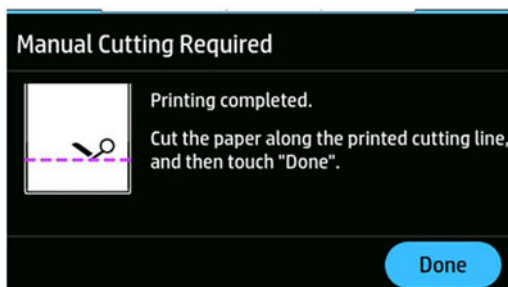 Manual Cutting Required
Printing completed.
Cut the paper along the printed cutting line,
and then touch "Done".
Done